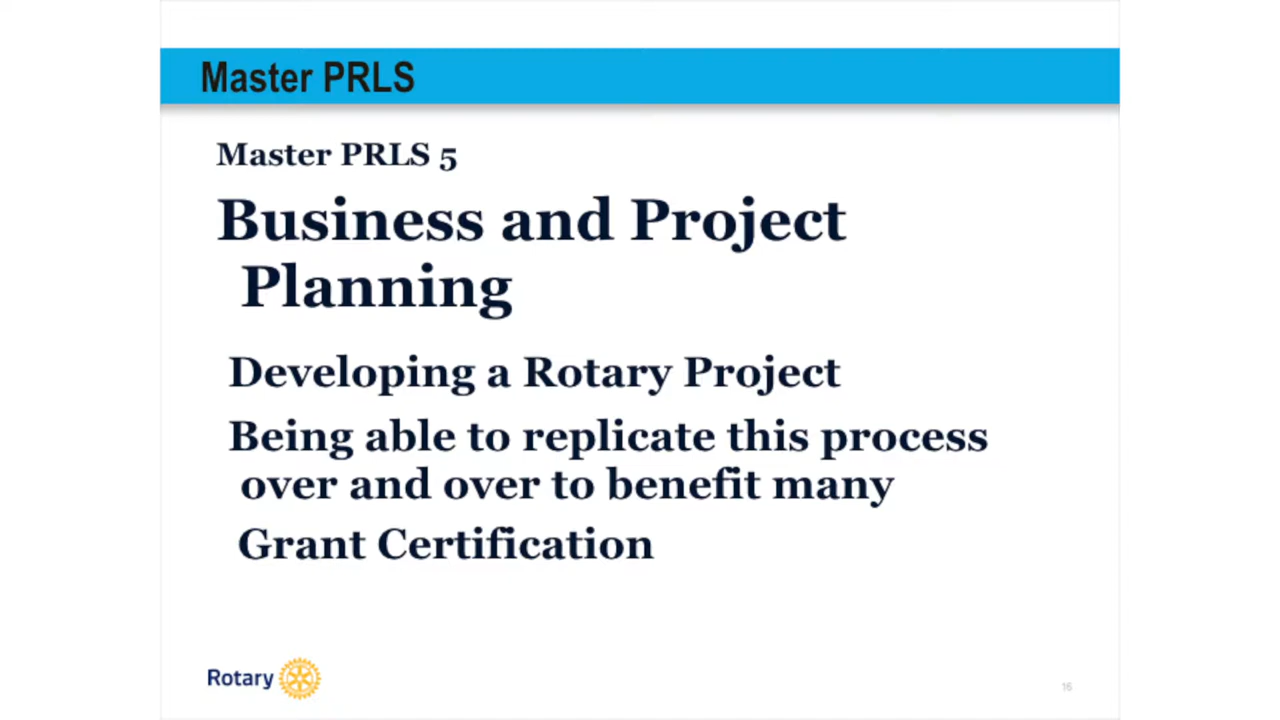 Master PRLS
Master PRLS 5
Business and Project
Planning
Developing a Rotary Project
Being able to replicate this process
over and over to benefit many
Grant Certification
Rotary
16